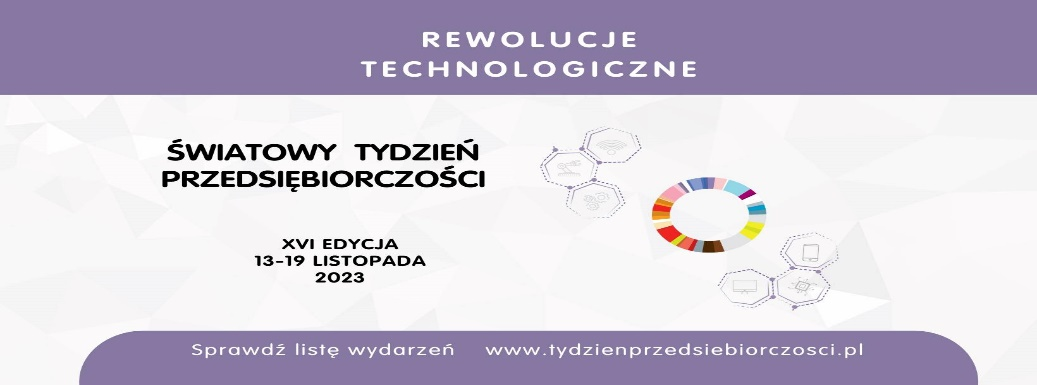 REWOLUCJE
TECHNOLOGICZNE
ŚWIATOWY TYDZIEŃ
PRZEDSIĘBIORCZOŚCI
XVI EDYCJA
13-19 LISTOPADA
2023
Sprawdź listę wydarzeń www.tydzienprzedsiebiorczosci.pl